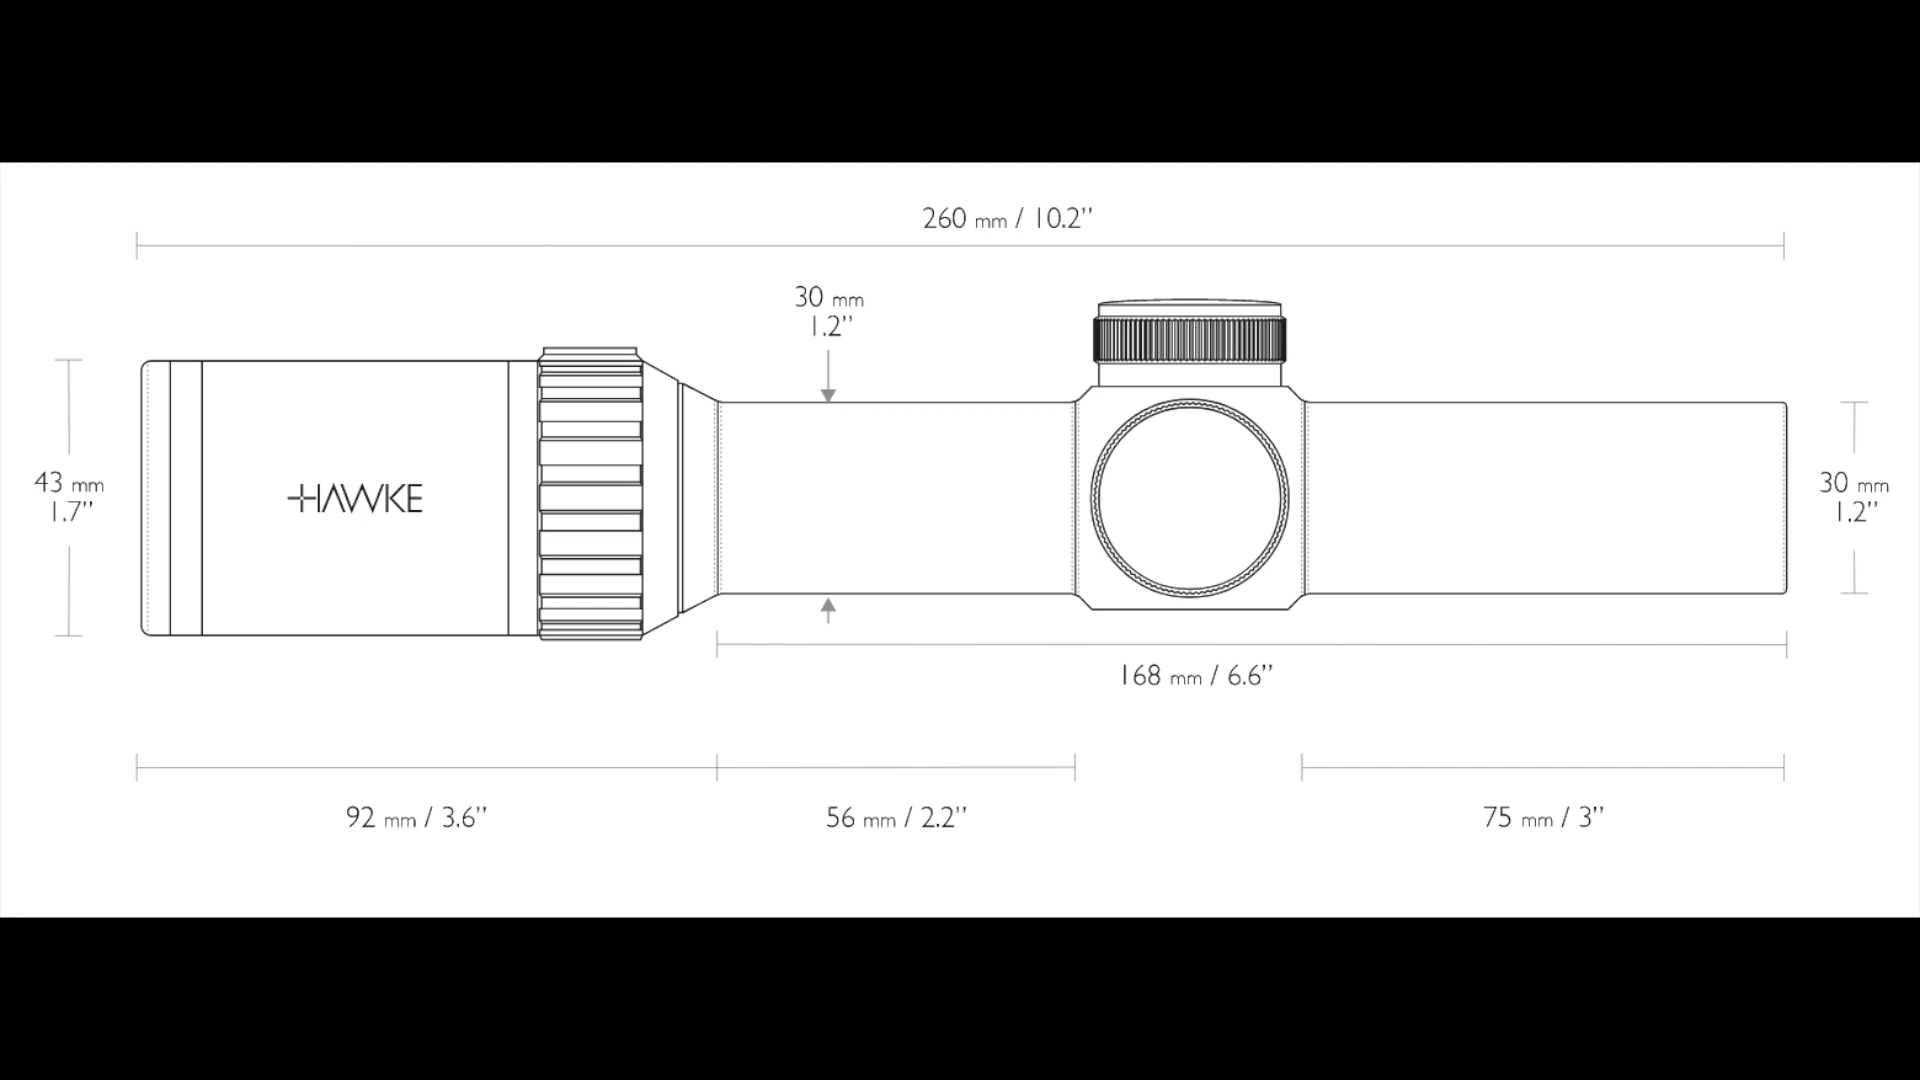 260 mm / 10.2’’
30 mm
1.2’’
43 mm
1.7’’
HAWKE
30 mm
1.2’’
168 mm / 6.6’’
92 mm / 3.6’’
56 mm / 2.2’’
75 mm / 3’’